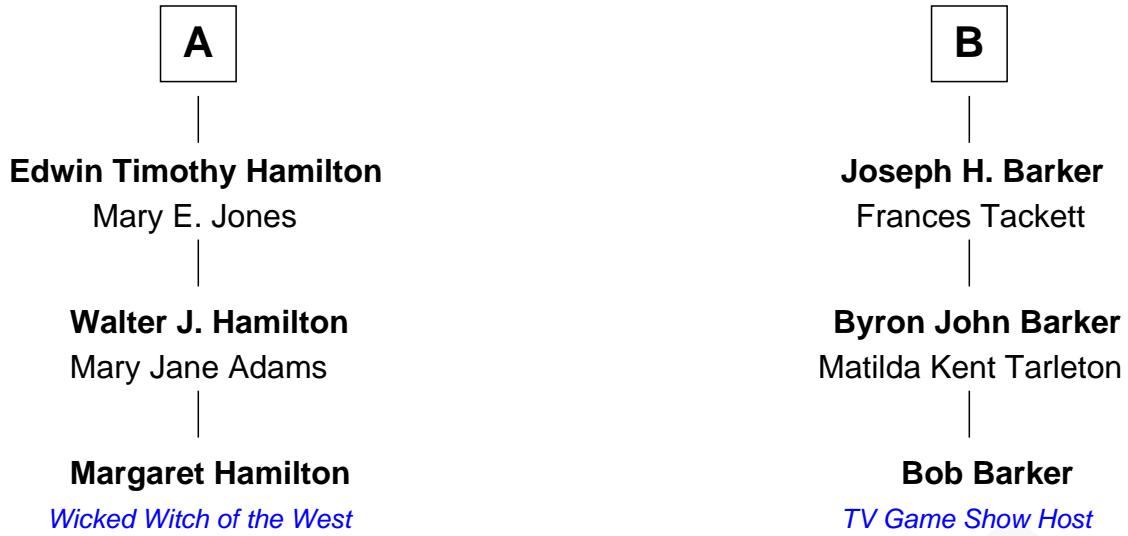 A
Edwin Timothy Hamilton
Mary E. Jones
Walter J. Hamilton
Mary Jane Adams
Margaret Hamilton
Wicked Witch of the West
B
Joseph H. Barker
Frances Tackett
Byron John Barker
Matilda Kent Tarleton
Bob Barker
TV Game Show Host